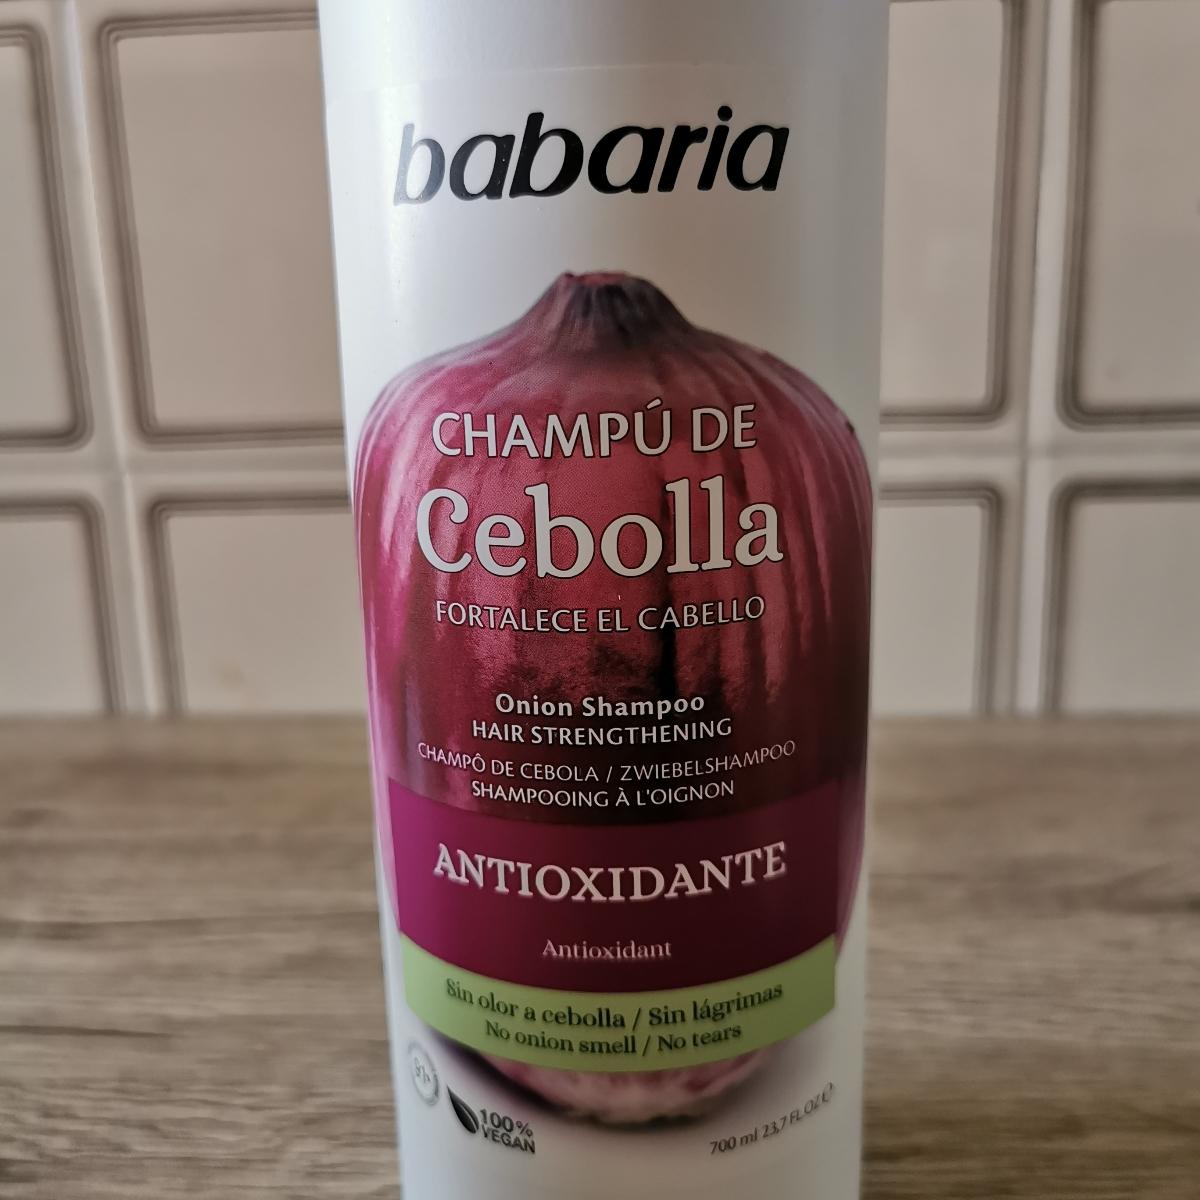 babaria
CHAMPÚ DE
Cebolla
FORTALECE EL CABELLO
Onion Shampoo
HAIR STRENGTHENING
CHAMPÔ DE CEBOLA / ZWIEBELSHAMPOO
SHAMPOOING À L'OIGNON
ANTIOXIDANTE
Antioxidant
Sin olor a cebolla / Sin lágrimas
No onion smell / No tears
100%
VEGAN
700 ml 23,7 FL.OZ ℮